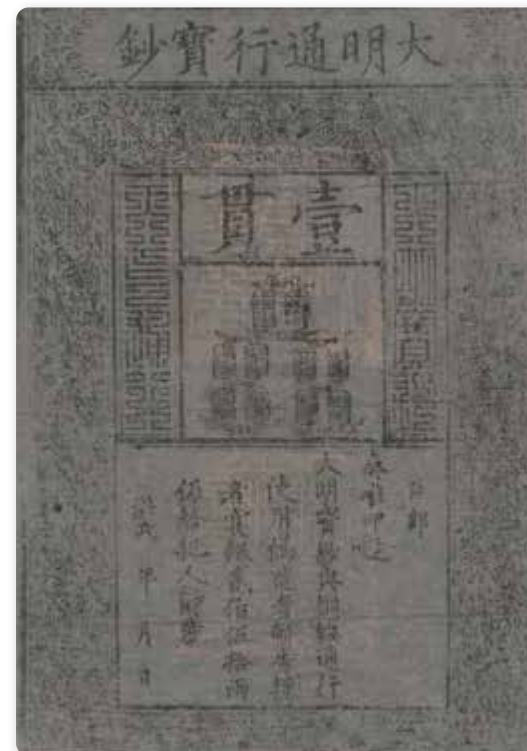 大明通行寶鈔
壹貫
戶部
奏准印造
大明寶鈔與銅錢通行
使用偽造者斬告捕
者賞銀貳佰伍拾兩
仍給犯人財產
洪武 年 月 日